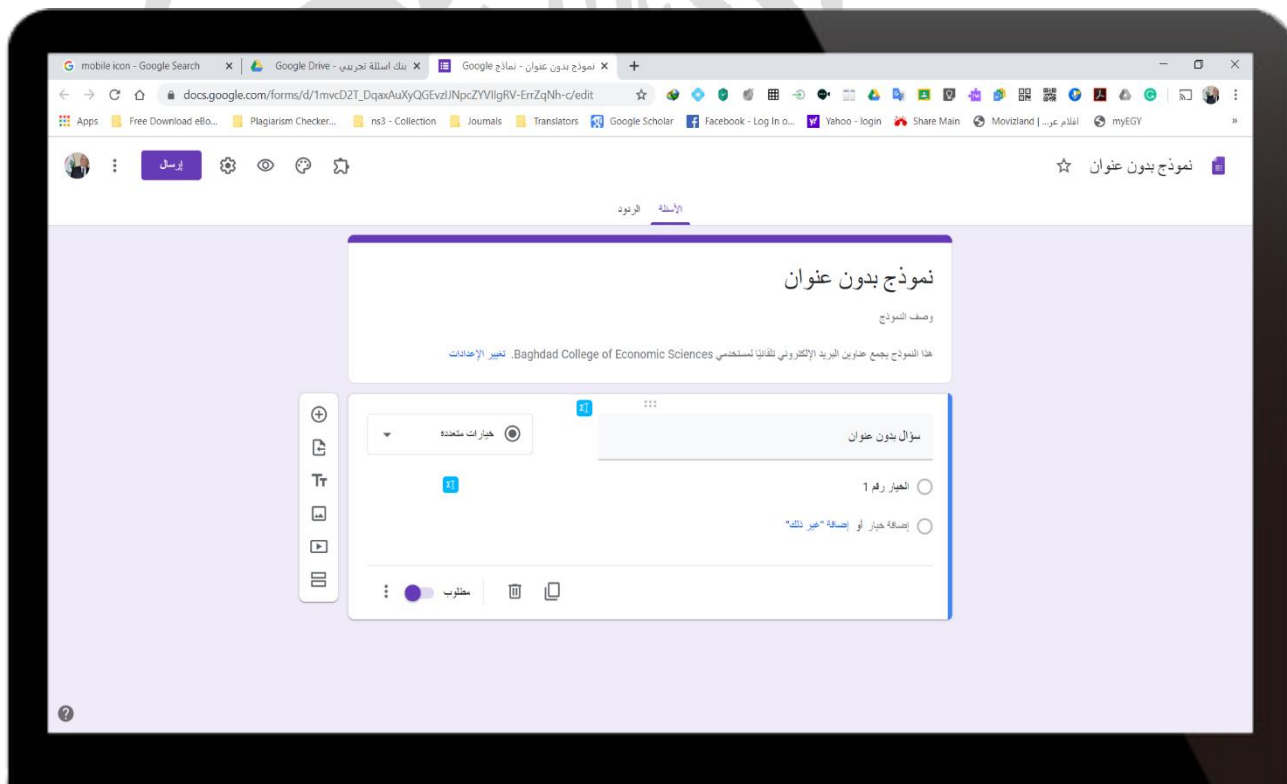 mobile icon - Google Search
بنك اسئلة تجريبي - Google Drive
نموذج بدون عنوان - نماذج Google
docs.google.com/forms/d/1mvcD2T_DqaxAuXyQGEvzIJNpcZYVIIgRV-ErrZqNh-c/edit
Apps Free Download eBo... Plagiarism Checker... ns3 - Collection Journals Translators Google Scholar Facebook - Log In o... Yahoo - login Share Main Movizland | ...افلام عر myEGY »
نموذج بدون عنوان
إرسال
الأسئلة الردود
نموذج بدون عنوان
وصف النموذج
هذا النموذج يجمع عناوين البريد الإلكتروني تلقائيًا لمستخدمي Baghdad College of Economic Sciences. تغيير الإعدادات
سؤال بدون عنوان
خيارات متعددة
الخيار رقم 1
إضافة خيار أو إضافة "غير ذلك"
مطلوب